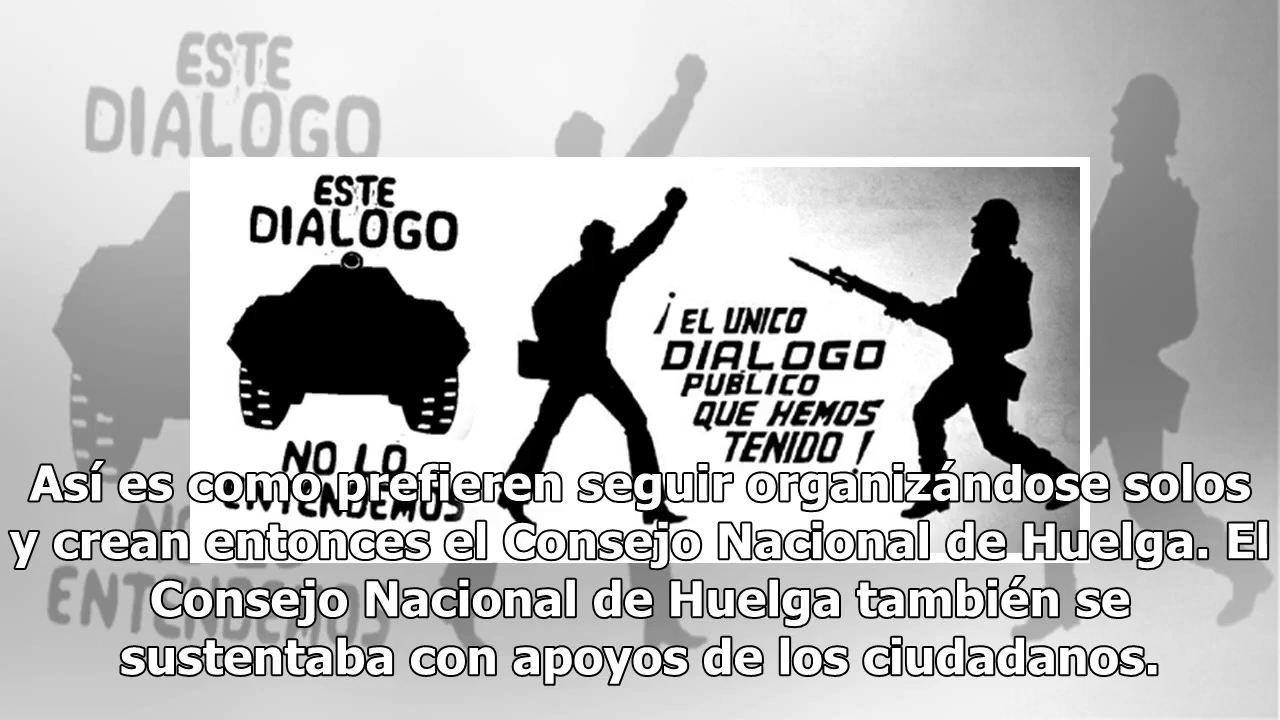 ESTE
DIALOGO
NO LO
ENTENDEMOS
¡EL UNICO
DIALOGO
PUBLICO
QUE HEMOS
TENIDO!
Así es como prefieren seguir organizándose solos
y crean entonces el Consejo Nacional de Huelga. El
Consejo Nacional de Huelga también se
sustentaba con apoyos de los ciudadanos.